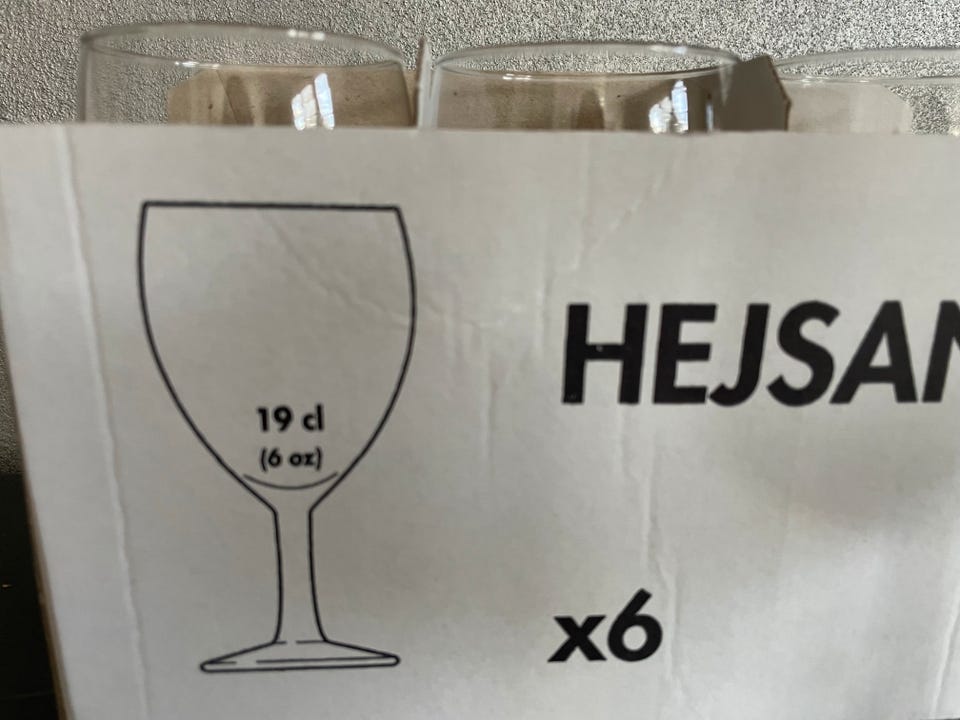 19 cl
(6 oz)
HEJSAN
x6